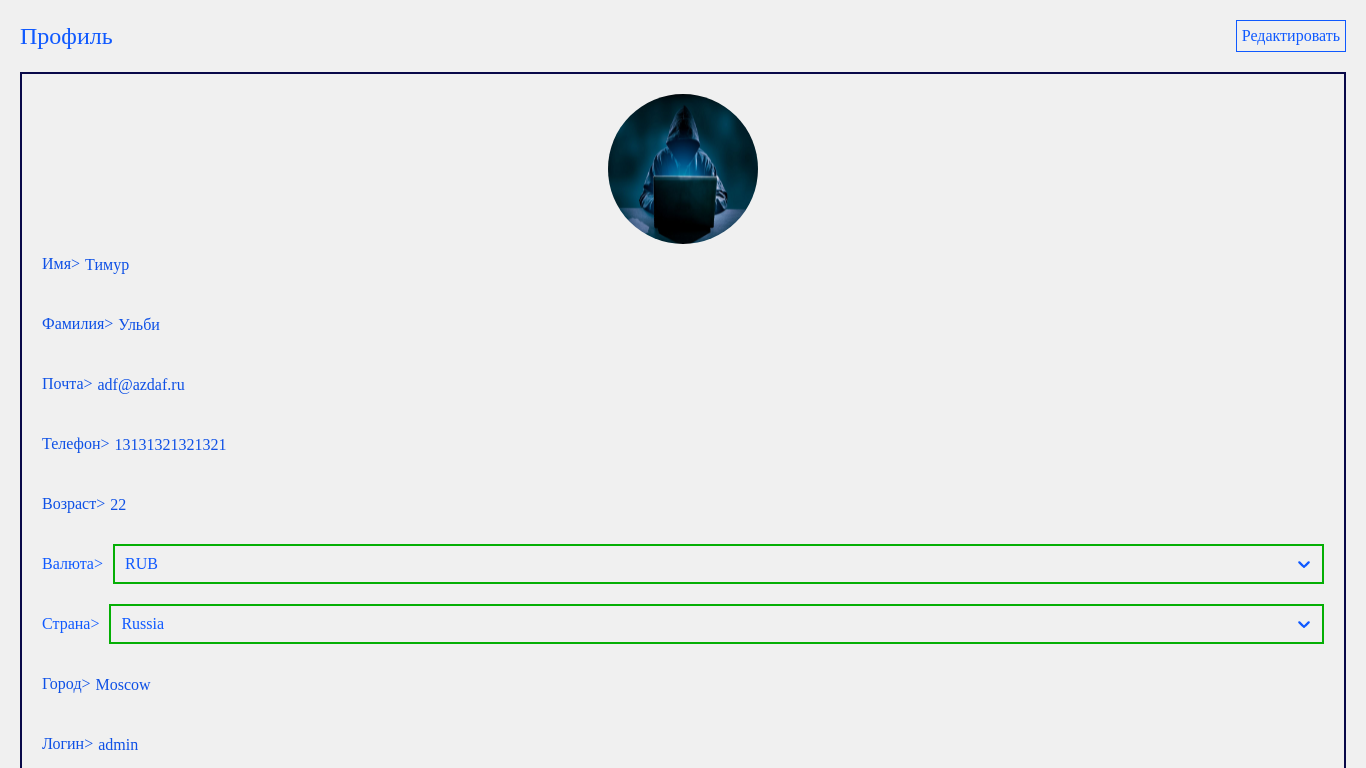 Профиль
Редактировать
Имя> Тимур
Фамилия> Ульби
Почта> adf@azdaf.ru
Телефон> 13131321321321
Возраст> 22
Валюта> RUB
Страна> Russia
Город> Moscow
Логин> admin